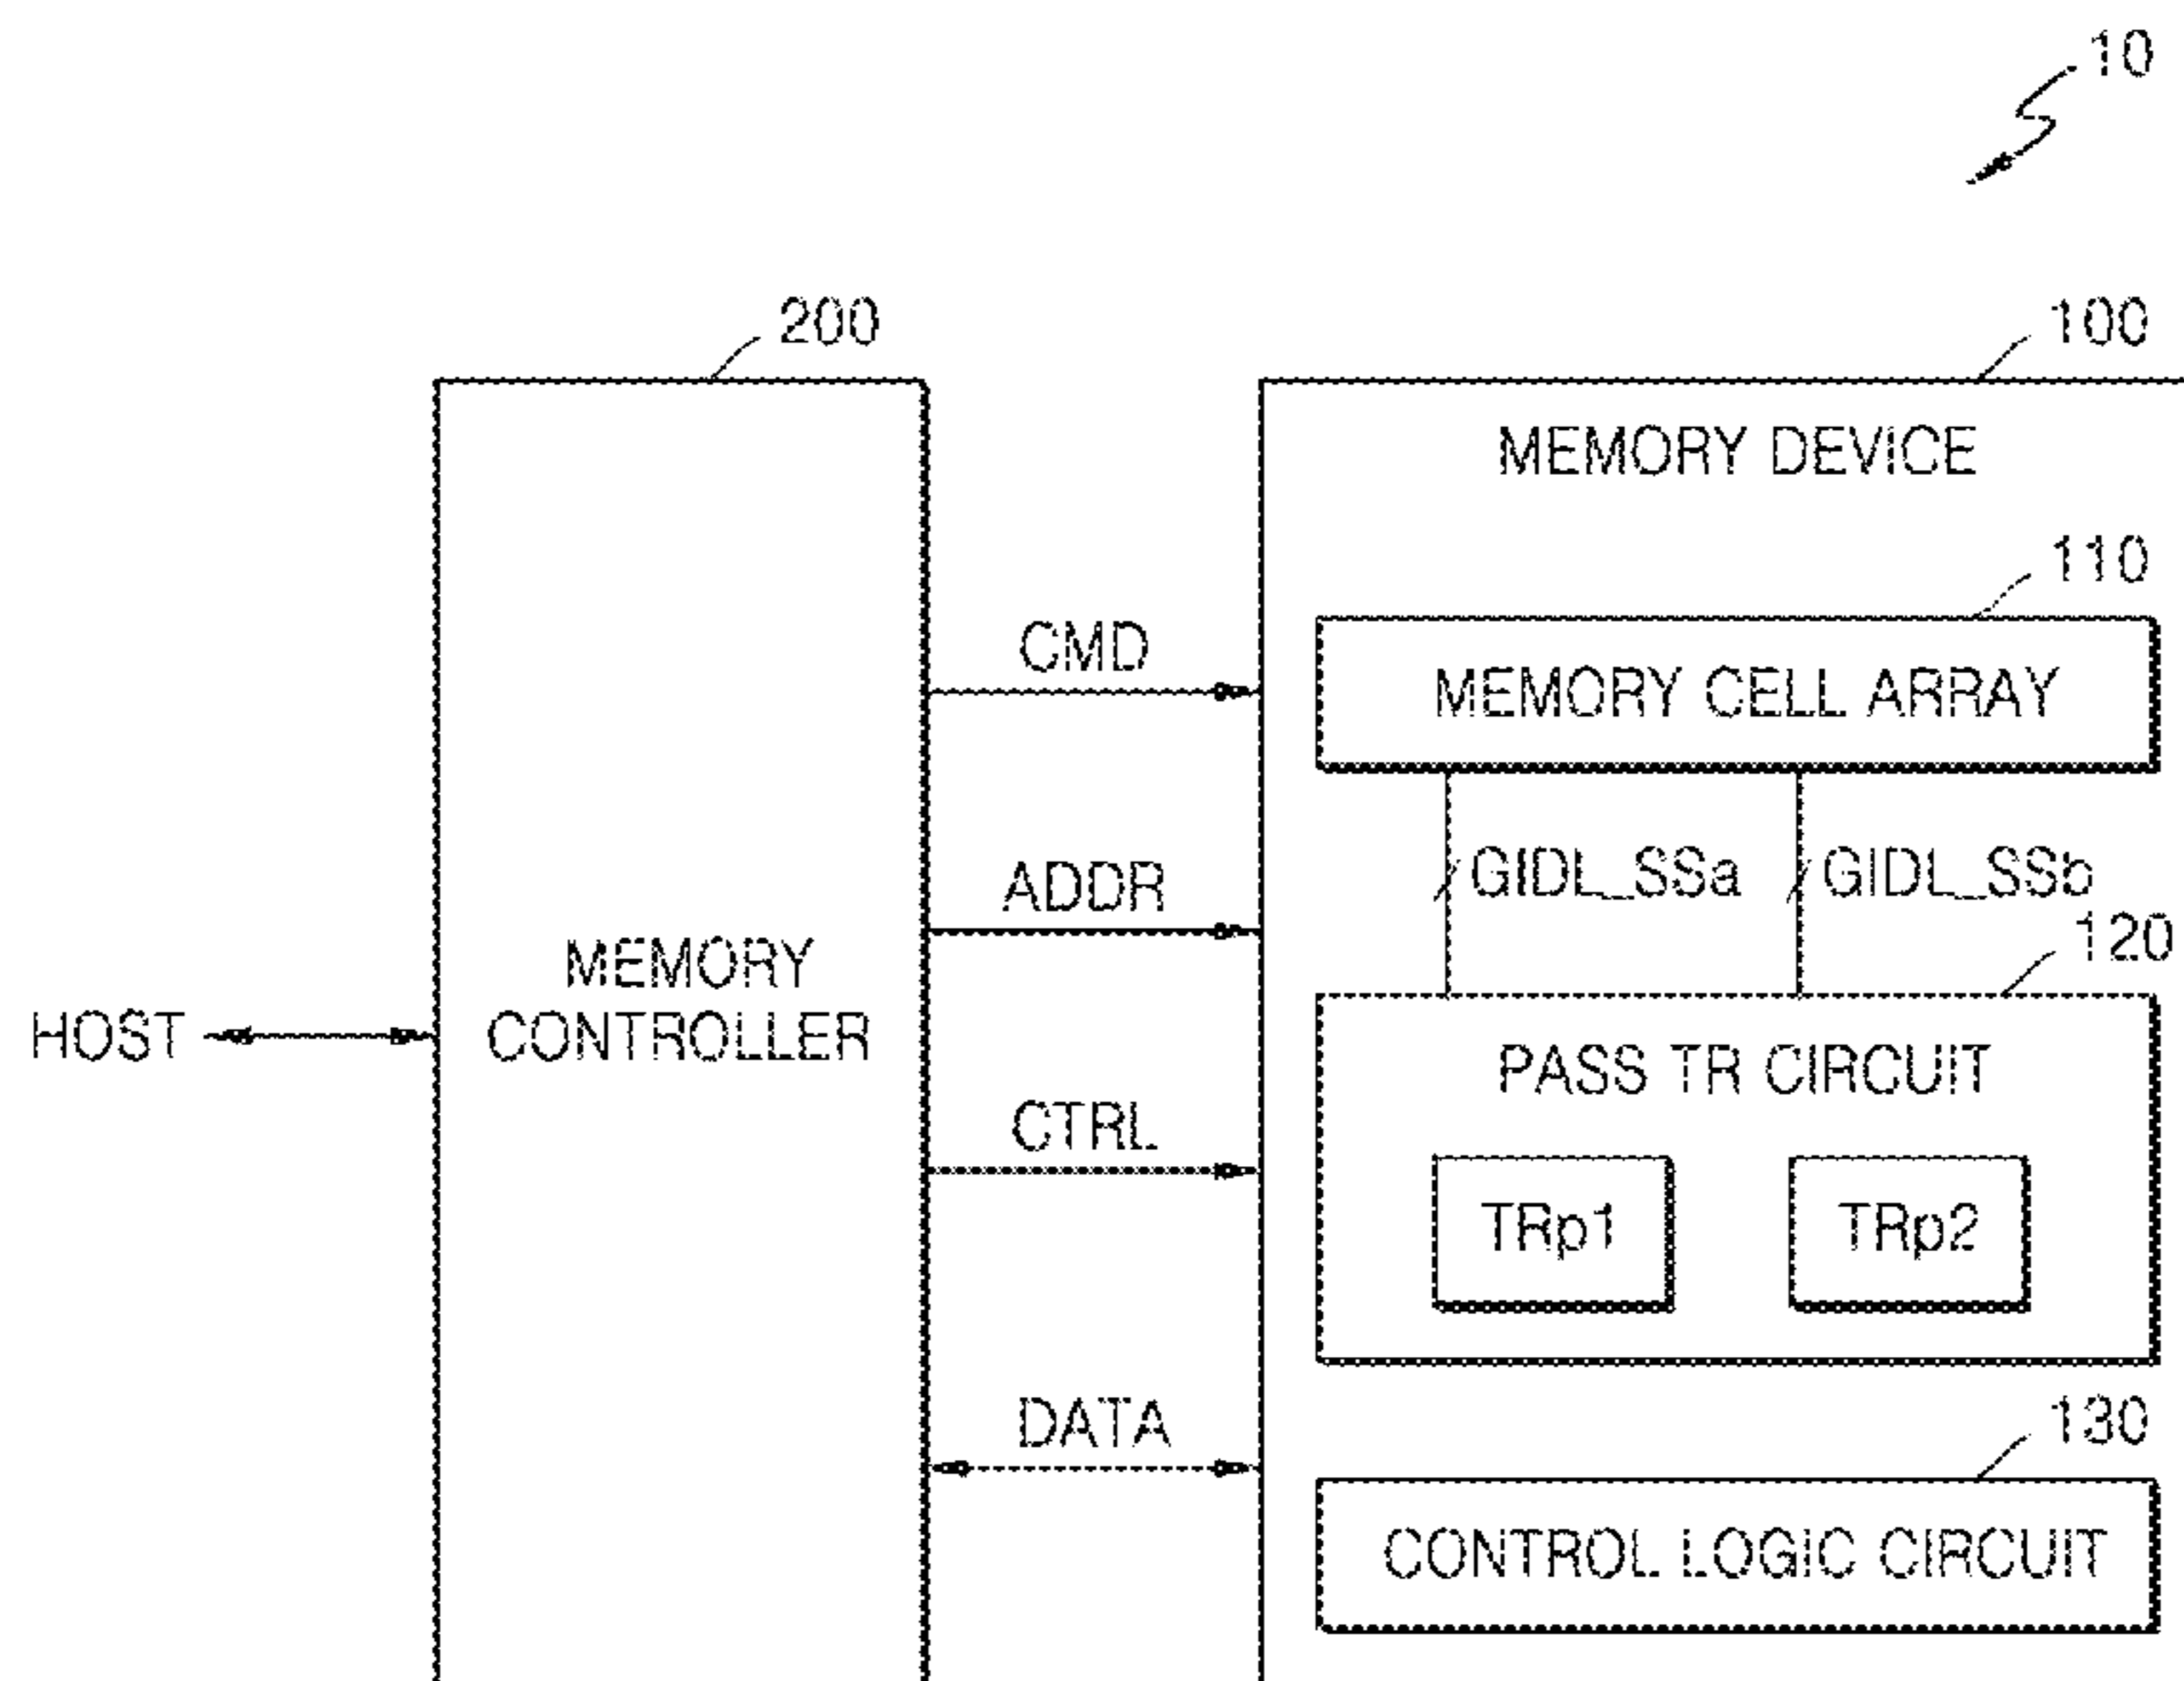 10
200
100
MEMORY DEVICE
110
MEMORY CELL ARRAY
CMD
GIDL_SSa
GIDL_SSb
ADDR
120
MEMORY
CONTROLLER
HOST
PASS TR CIRCUIT
CTRL
TRp1
TRp2
DATA
130
CONTROL LOGIC CIRCUIT